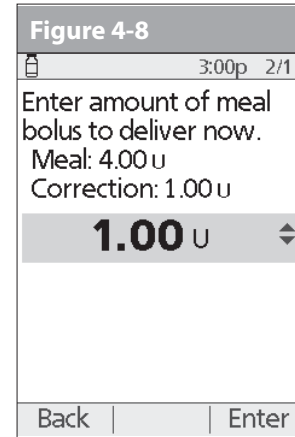 Figure 4-8
3:00p 2/1
Enter amount of meal
bolus to deliver now.
Meal: 4.00 U
Correction: 1.00 U
1.00 U
Back
Enter